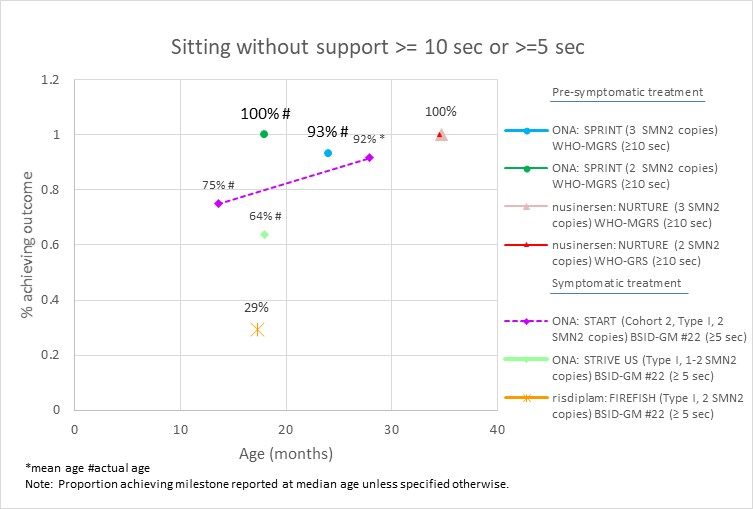 Sitting without support >= 10 sec or >=5 sec
% achieving outcome
1.2
1
0.8
0.6
0.4
0.2
0
0
10
20
30
40
Age (months)
100% #
93% #
92% *
100%
75% #
64% #
29%
Pre-symptomatic treatment
ONA: SPRINT (3 SMN2 copies)
WHO-MGRS (≥10 sec)
ONA: SPRINT (2 SMN2 copies)
WHO-MGRS (≥10 sec)
nusinersen: NURTURE (3 SMN2
copies) WHO-MGRS (≥10 sec)
nusinersen: NURTURE (2 SMN2
copies) WHO-GRS (≥10 sec)
Symptomatic treatment
ONA: START (Cohort 2, Type I, 2
SMN2 copies) BSID-GM #22 (≥5 sec)
ONA: STRIVE US (Type I, 1-2 SMN2
copies) BSID-GM #22 (≥ 5 sec)
risdiplam: FIREFISH (Type I, 2 SMN2
copies) BSID-GM #22 (≥ 5 sec)
*mean age #actual age
Note: Proportion achieving milestone reported at median age unless specified otherwise.